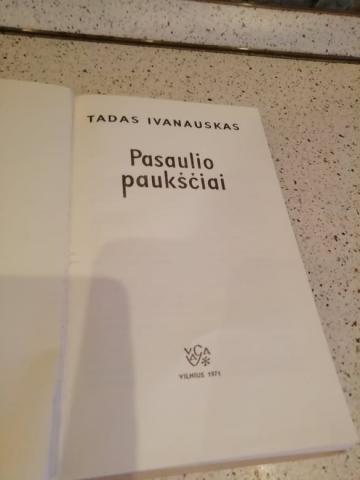 TADAS IVANAUSKAS
Pasaulio
paukščiai
VILNIUS 1971